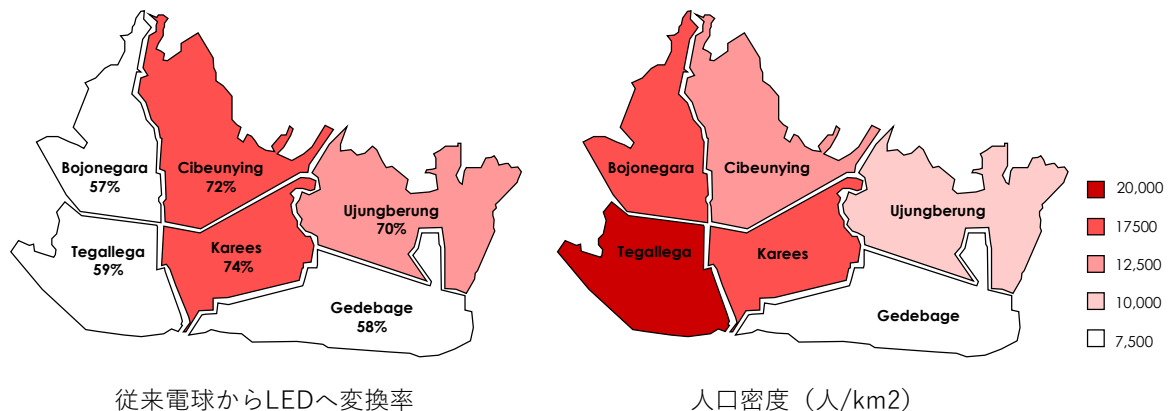 Bojonegara
57%
Cibeunying
72%
Ujungberung
70%
Tegallega
59%
Karees
74%
Gedebage
58%
従来電球からLEDへ変換率
Bojonegara
Cibeunying
Ujungberung
Tegallega
Karees
Gedebage
20,000
17500
12,500
10,000
7,500
人口密度（人/km2）